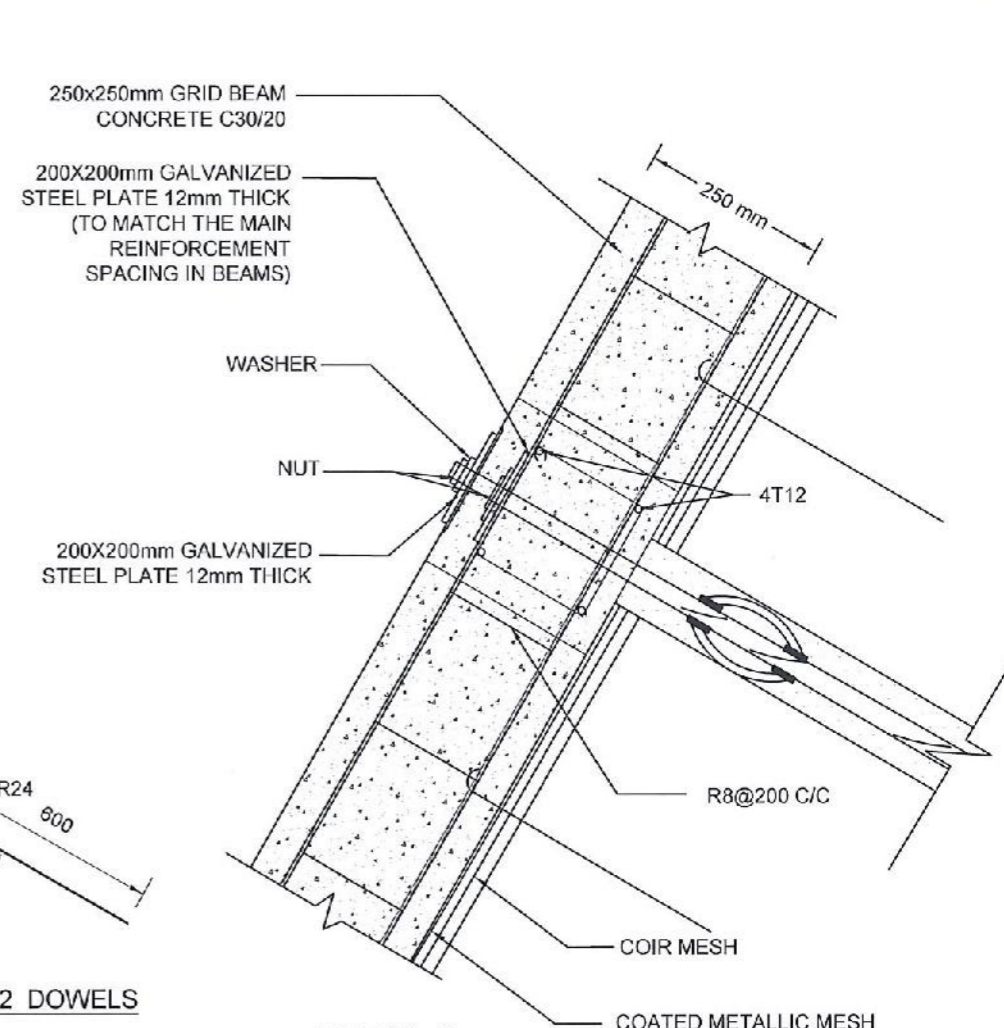 250x250mm GRID BEAM
CONCRETE C30/20
200X200mm GALVANIZED
STEEL PLATE 12mm THICK
(TO MATCH THE MAIN
REINFORCEMENT
SPACING IN BEAMS)
250 mm
WASHER
NUT
4T12
200X200mm GALVANIZED
STEEL PLATE 12mm THICK
R24
600
R8@200 C/C
COIR MESH
2 DOWELS
COATED METALLIC MESH